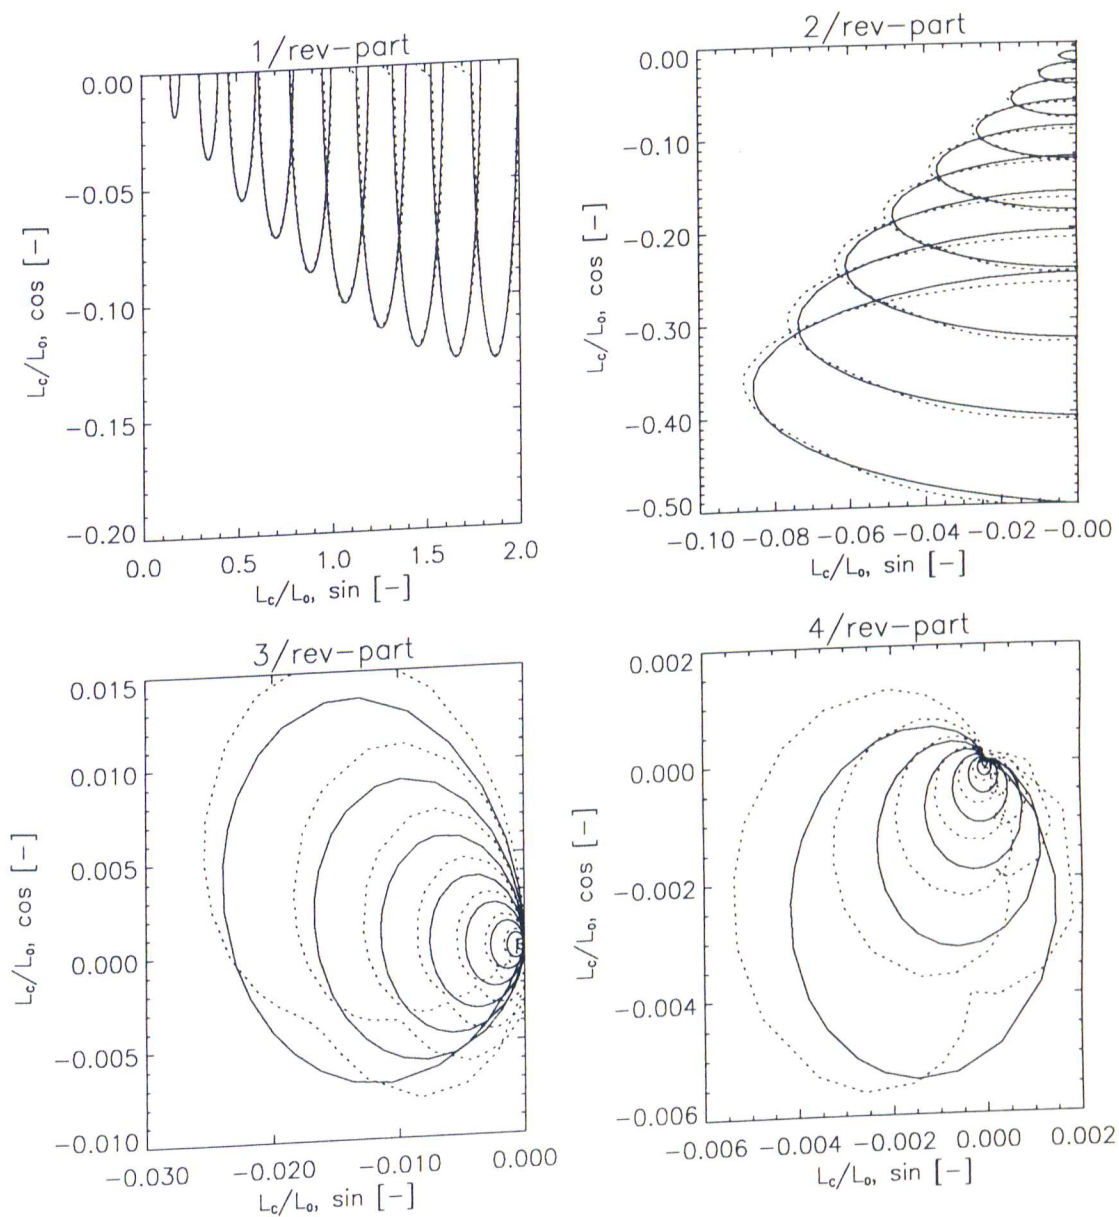 1/rev-part
0.00
-0.05
-0.10
-0.15
-0.20
0.0 0.5 1.0 1.5 2.0
Lc/Lo, cos [-]
Lc/Lo, sin [-]
2/rev-part
0.00
-0.10
-0.20
-0.30
-0.40
-0.50
-0.10 -0.08 -0.06 -0.04 -0.02 -0.00
Lc/Lo, cos [-]
Lc/Lo, sin [-]
3/rev-part
0.015
0.010
0.005
0.000
-0.005
-0.010
-0.030 -0.020 -0.010 0.000
Lc/Lo, cos [-]
Lc/Lo, sin [-]
4/rev-part
0.002
0.000
-0.002
-0.004
-0.006
-0.006 -0.004 -0.002 0.000 0.002
Lc/Lo, cos [-]
Lc/Lo, sin [-]